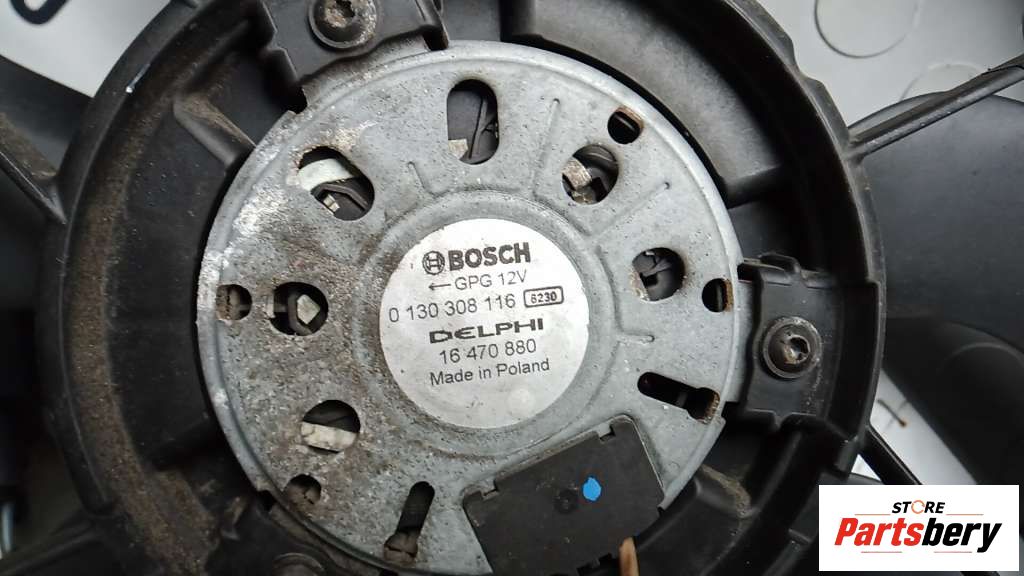 BOSCH
←GPG 12V
0 130 308 116 6230
DELPHI
16 470 880
Made in Poland
STORE
Partsbery